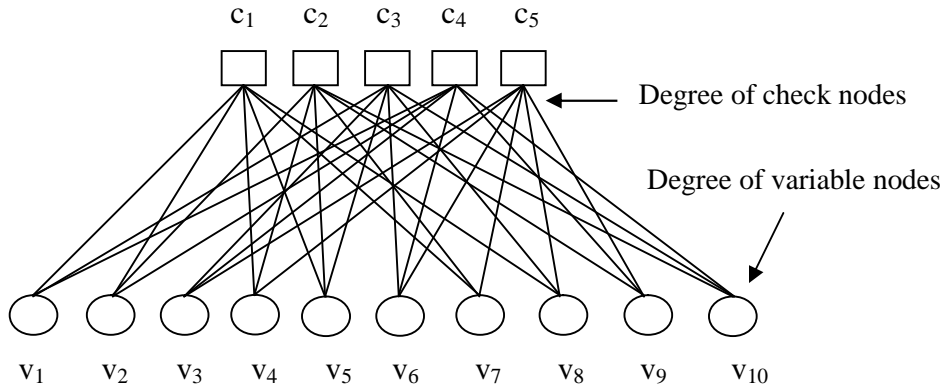 c₁ c₂ c₃ c₄ c₅
Degree of check nodes
Degree of variable nodes
v₁ v₂ v₃ v₄ v₅ v₆ v₇ v₈ v₉ v₁₀